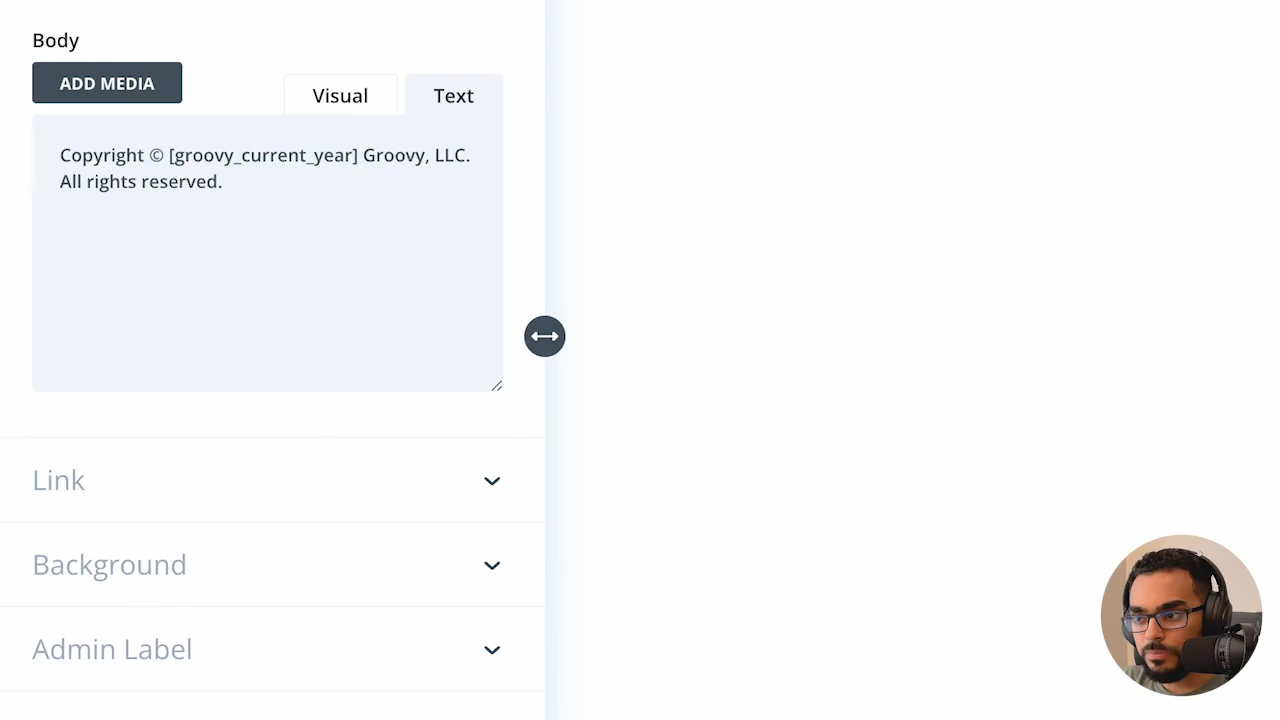 Body
ADD MEDIA
Visual
Text
Copyright © [groovy_current_year] Groovy, LLC.
All rights reserved.
Link
Background
Admin Label